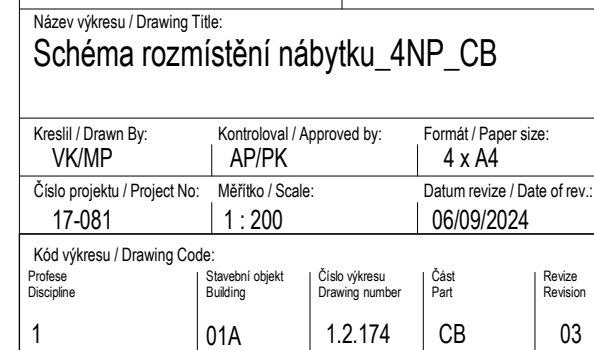 Název výkresu / Drawing Title:
Schéma rozmístění nábytku_4NP_CB
Kreslil / Drawn By: Kontroloval / Approved by: Formát / Paper size:
VK/MP AP/PK 4 x A4
Číslo projektu / Project No: Měřítko / Scale: Datum revize / Date of rev.:
17-081 1 : 200 06/09/2024
Kód výkresu / Drawing Code:
Profese Stavební objekt Číslo výkresu Část Revize
Discipline Building Drawing number Part Revision
1 01A 1.2.174 CB 03